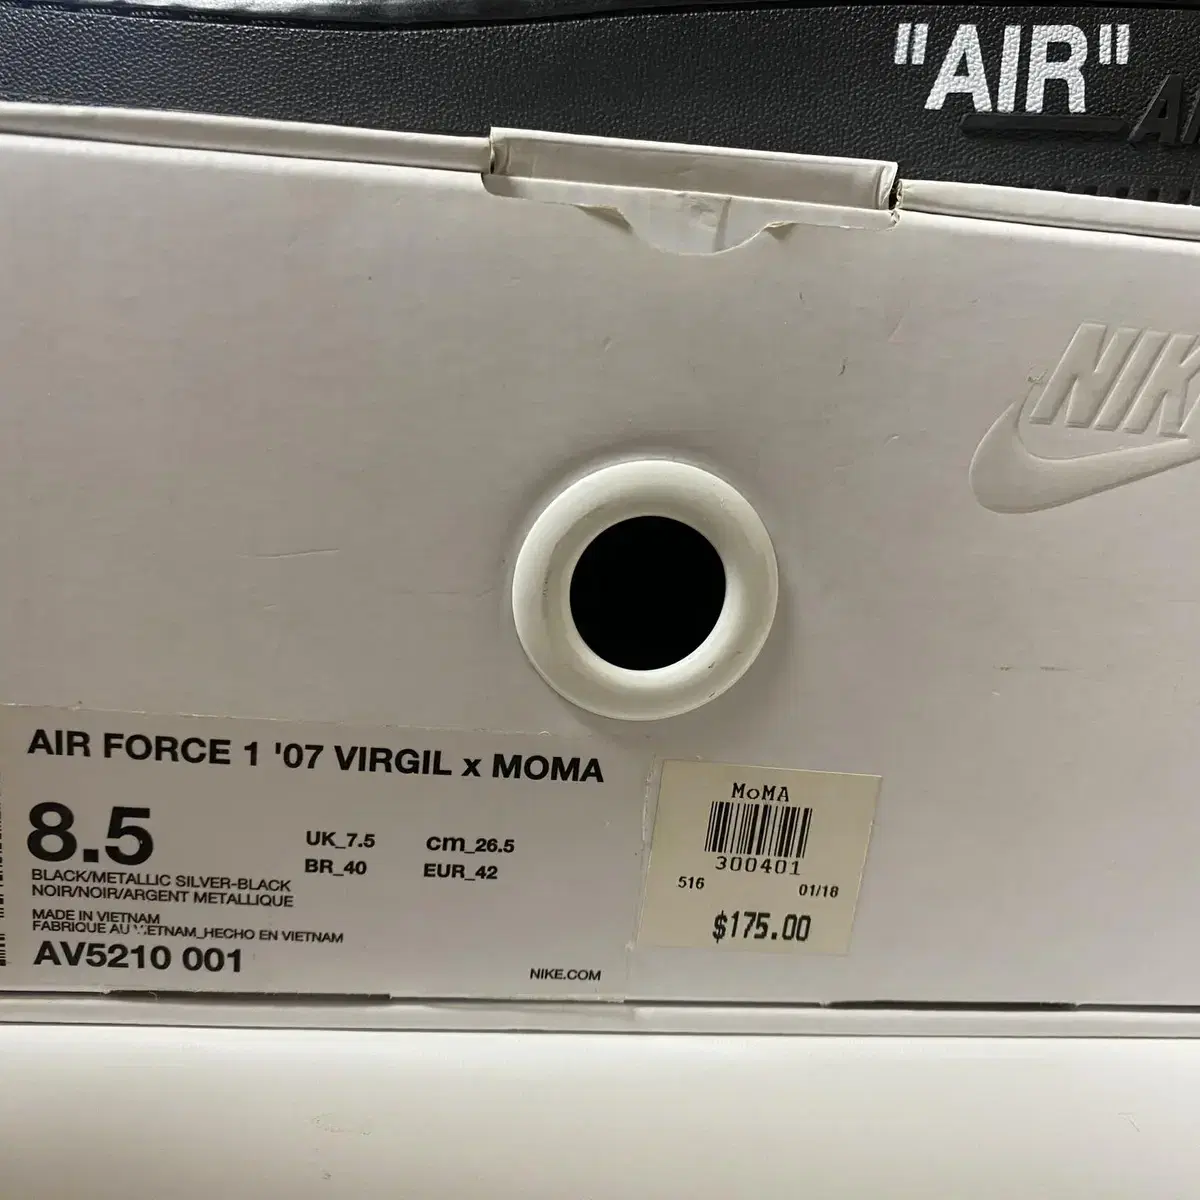 "AIR"
NIK
AIR FORCE 1 '07 VIRGIL x MOMA
8.5
UK_7.5 cm_26.5
BR_40 EUR_42
BLACK/METALLIC SILVER-BLACK
NOIR/NOIR/ARGENT METALLIQUE
MADE IN VIETNAM
FABRIQUE AU VIETNAM_HECHO EN VIETNAM
AV5210 001
NIKE.COM
MoMA
300401
516 01/18
$175.00